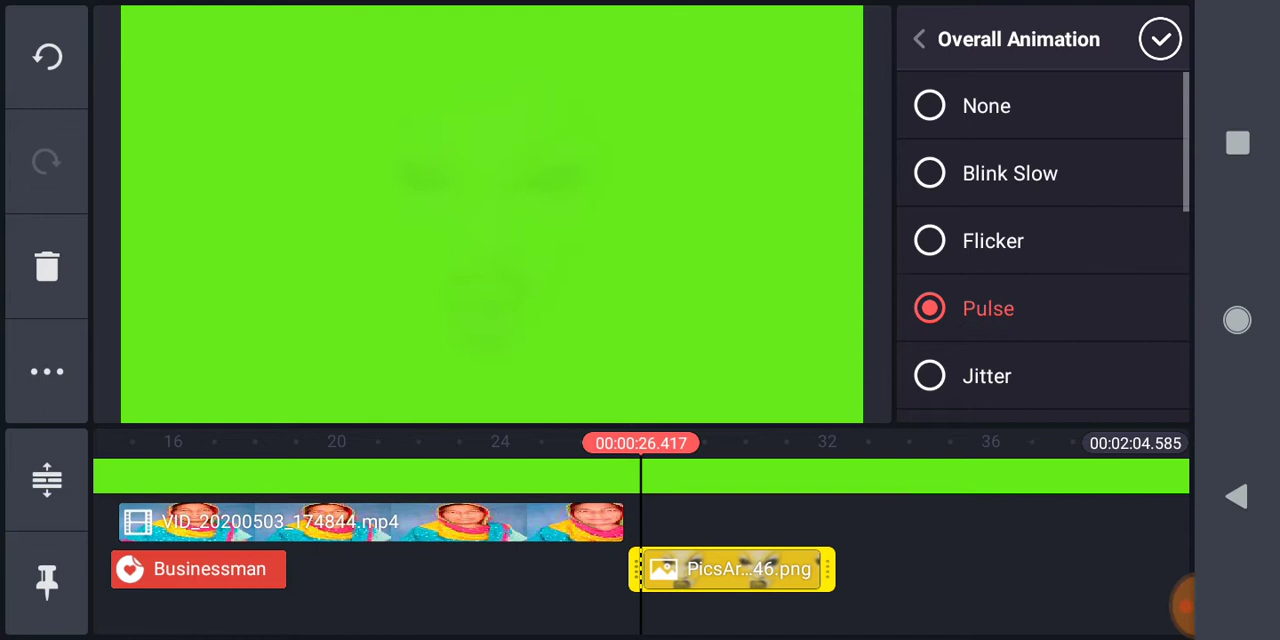 Overall Animation
None
Blink Slow
Flicker
Pulse
Jitter
16 20 24 00:00:26.417 32 36 00:02:04.585
VID_20200503_174844.mp4
Businessman
PicsAr...46.png